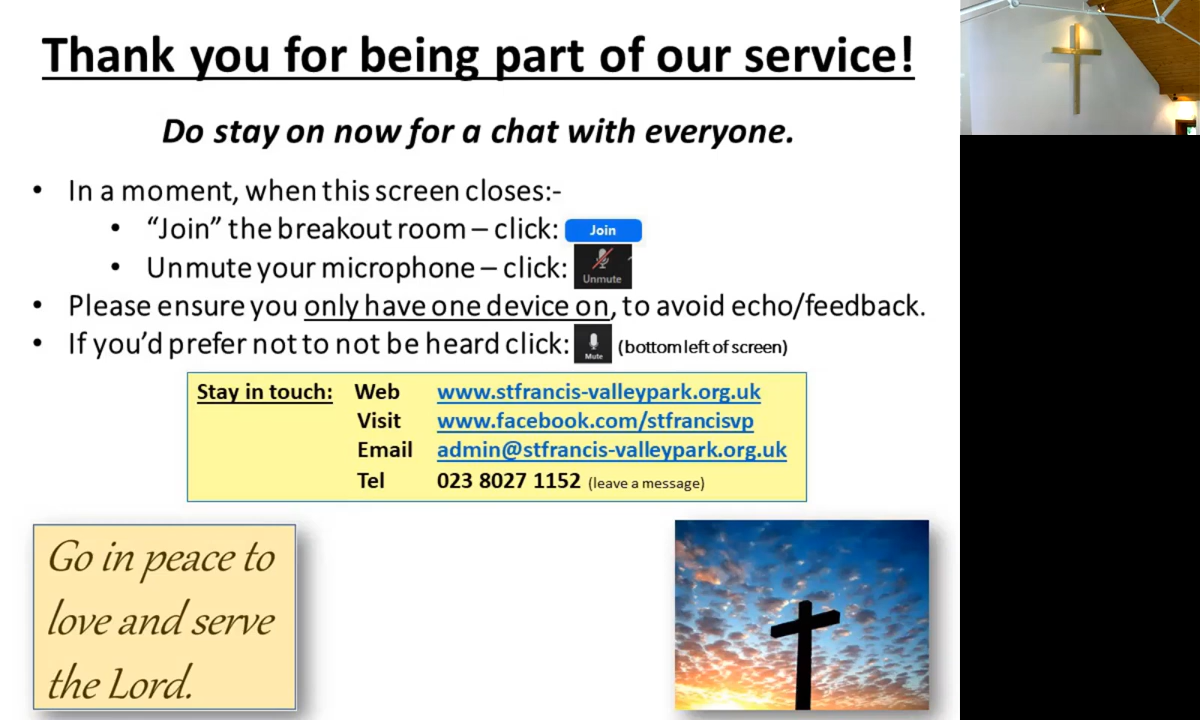 Thank you for being part of our service!
Do stay on now for a chat with everyone.
• In a moment, when this screen closes:-
• “Join” the breakout room – click: Join
• Unmute your microphone – click: Unmute
• Please ensure you only have one device on, to avoid echo/feedback.
• If you’d prefer not to not be heard click: Mute (bottom left of screen)
Stay in touch: Web www.stfrancis-valleypark.org.uk
Visit www.facebook.com/stfrancisvp
Email admin@stfrancis-valleypark.org.uk
Tel 023 8027 1152 (leave a message)
Go in peace to
love and serve
the Lord.